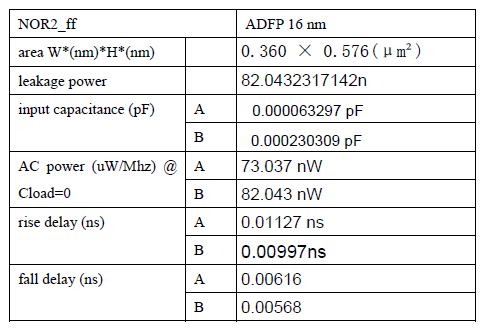 NOR2_ff ADFP 16 nm
area W*(nm)*H*(nm) 0.360 × 0.576(μm²)
leakage power 82.0432317142n
input capacitance (pF) A 0.000063297 pF
B 0.000230309 pF
AC power (uW/Mhz) @ A 73.037 nW
Cload=0 B 82.043 nW
rise delay (ns) A 0.01127 ns
B 0.00997ns
fall delay (ns) A 0.00616
B 0.00568